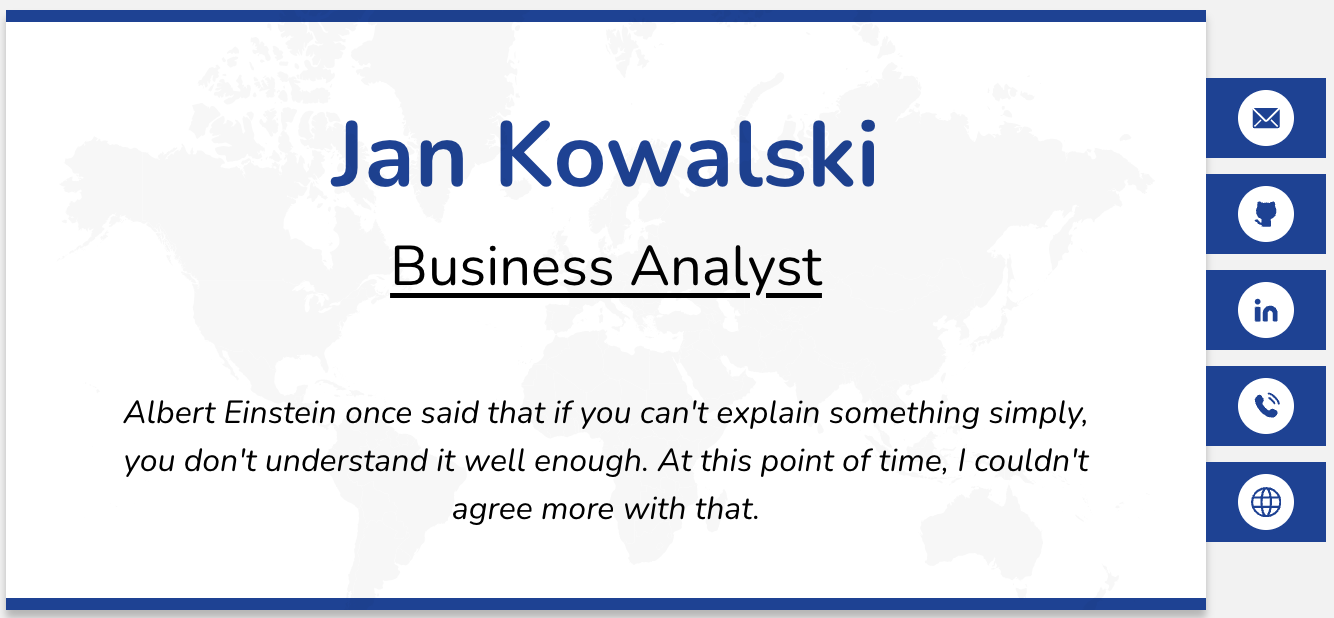 Jan Kowalski
Business Analyst
Albert Einstein once said that if you can't explain something simply,
you don't understand it well enough. At this point of time, I couldn't
agree more with that.
in